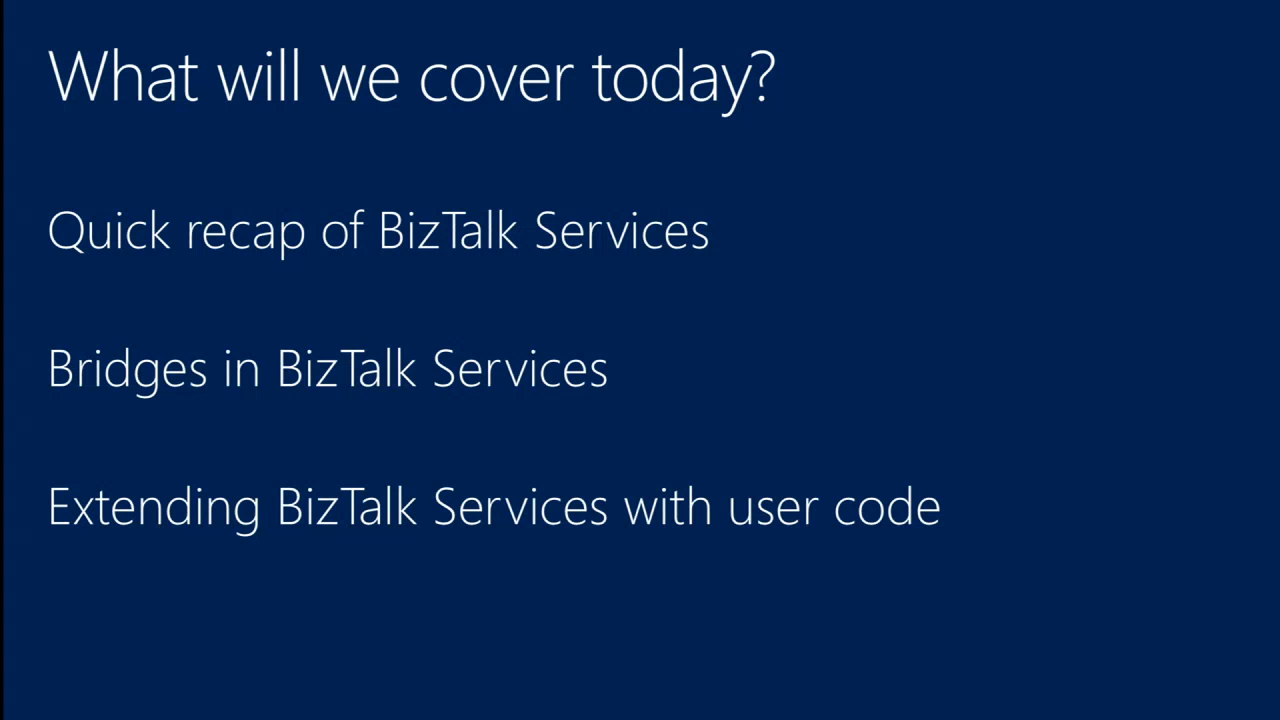 What will we cover today?
Quick recap of BizTalk Services
Bridges in BizTalk Services
Extending BizTalk Services with user code